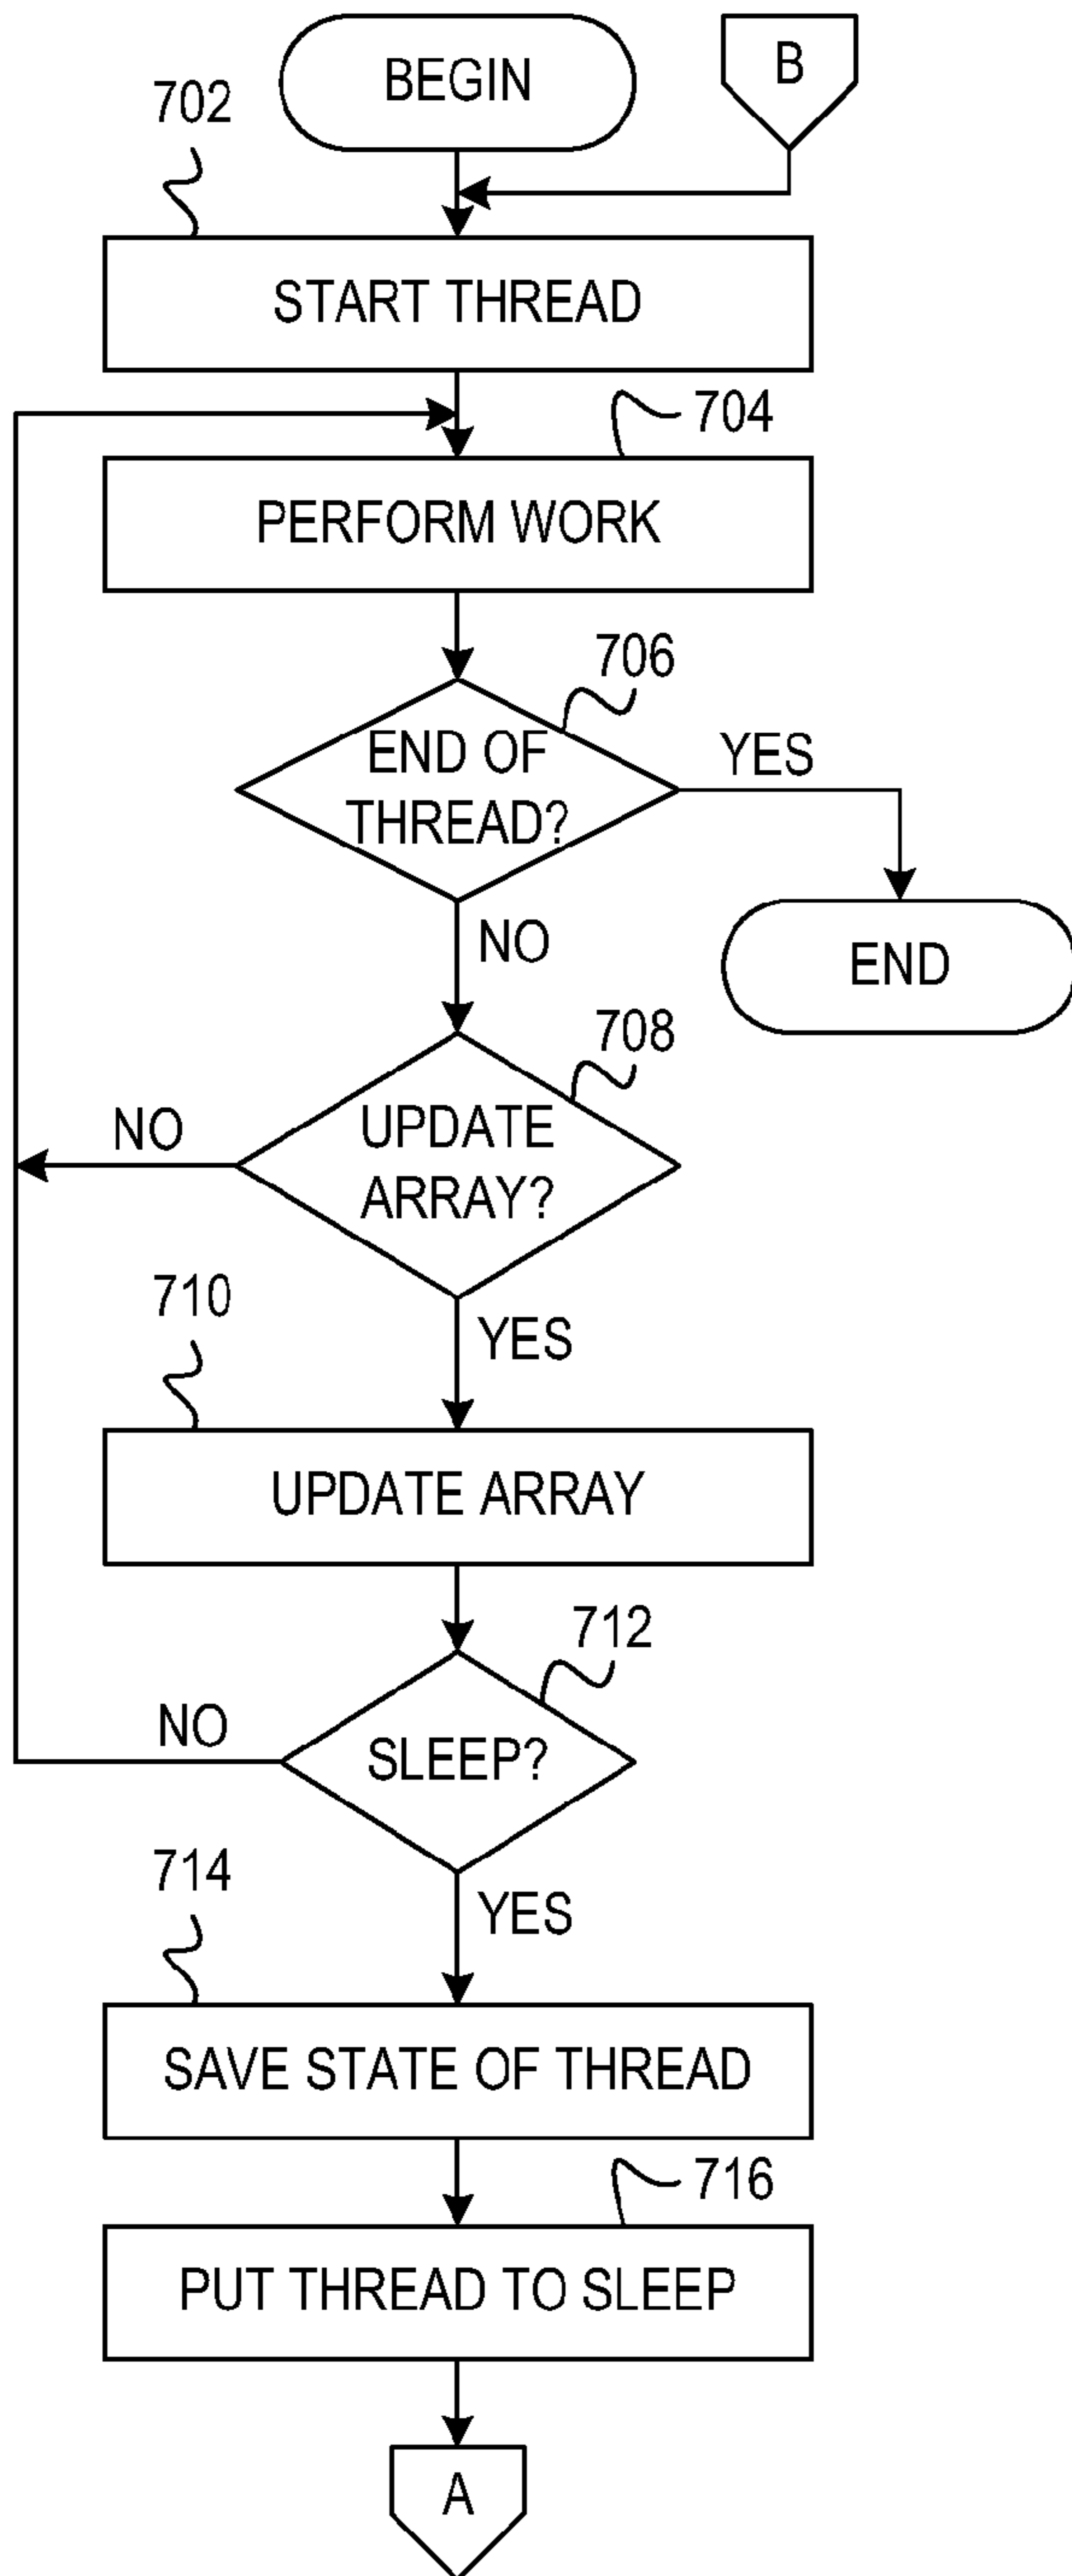 BEGIN
B
702
START THREAD
704
PERFORM WORK
706
END OF
THREAD?
YES
NO
END
708
UPDATE
ARRAY?
NO
YES
710
UPDATE ARRAY
712
SLEEP?
NO
YES
714
SAVE STATE OF THREAD
716
PUT THREAD TO SLEEP
A